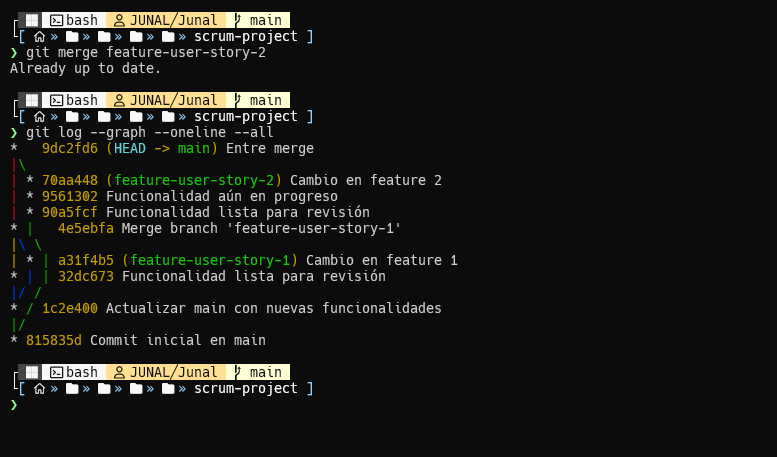 bash JUNAL/Junal main
[ » » » » » scrum-project ]
❯ git merge feature-user-story-2
Already up to date.
bash JUNAL/Junal main
[ » » » » » scrum-project ]
❯ git log --graph --oneline --all
*   9dc2fd6 (HEAD -> main) Entre merge
|\
| * 70aa448 (feature-user-story-2) Cambio en feature 2
| * 9561302 Funcionalidad aún en progreso
| * 90a5fcf Funcionalidad lista para revisión
* |   4e5ebfa Merge branch 'feature-user-story-1'
|\ \
| * | a31f4b5 (feature-user-story-1) Cambio en feature 1
* | | 32dc673 Funcionalidad lista para revisión
|/ /
* / 1c2e400 Actualizar main con nuevas funcionalidades
|/
* 815835d Commit inicial en main
bash JUNAL/Junal main
[ » » » » » scrum-project ]
❯